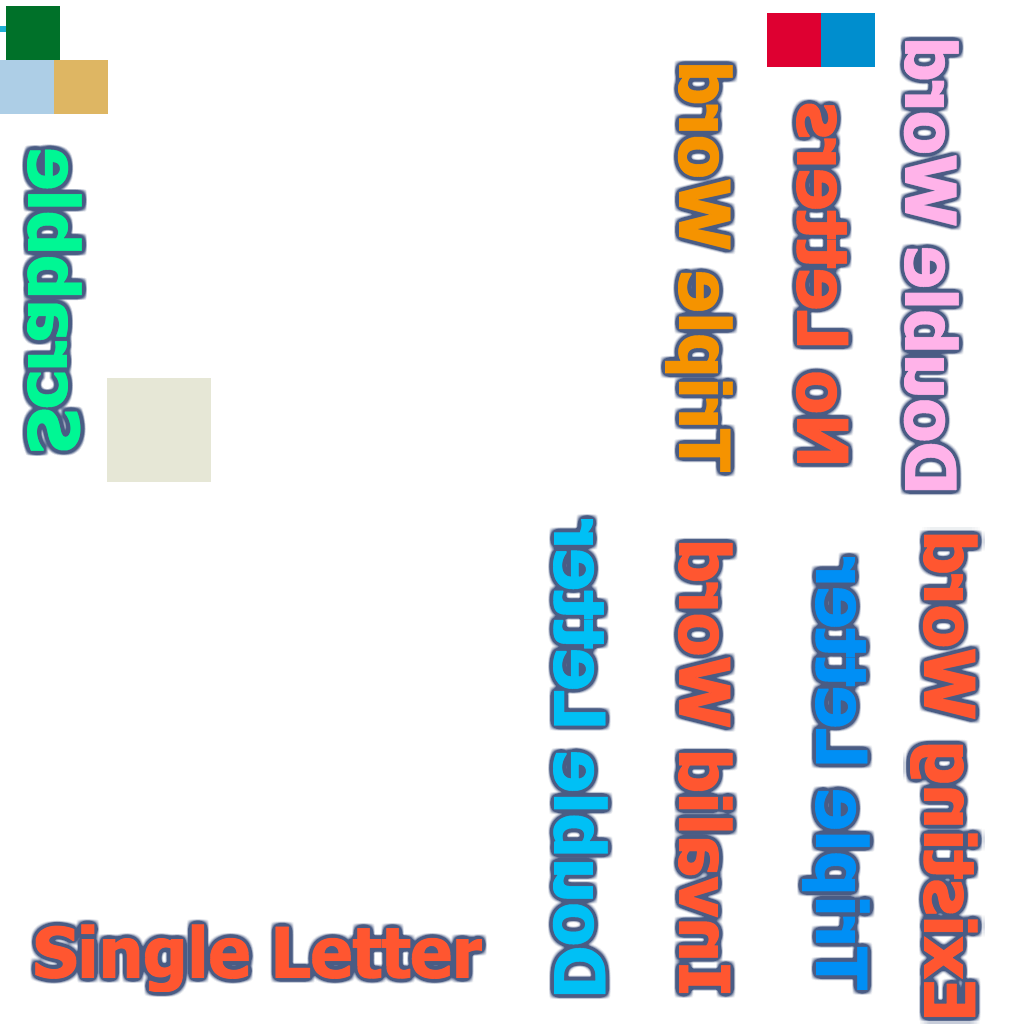 Scrabble
Triple Word
No Letters
Double Word
Double Letter
Invalid Word
Triple Letter
Existing Word
Single Letter